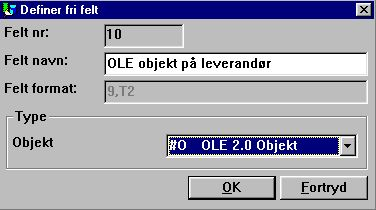 Definer fri felt
Felt nr: 10
Felt navn: OLE objekt på leverandør
Felt format: 9,T2
Type
Objekt #O OLE 2.0 Objekt
OK Fortryd